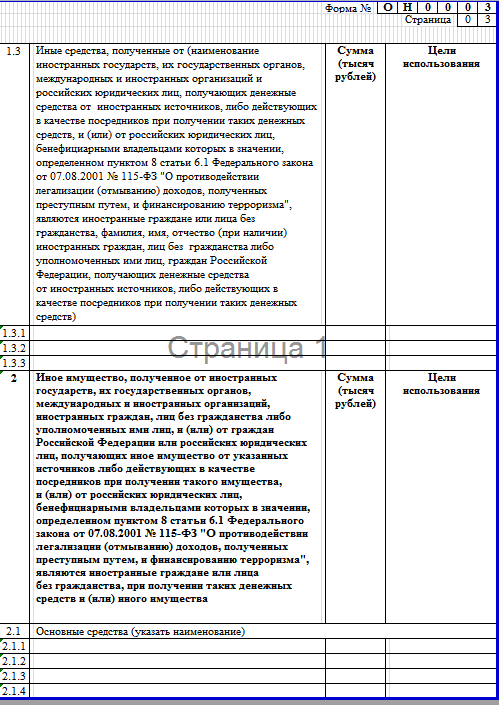 Форма № О Н 0 0 0 3
Страница 0 3
1.3 Иные средства, полученные от (наименование Сумма Цели
иностранных государств, их государственных органов, (тысяч использования
международных и иностранных организаций и рублей)
российских юридических лиц, получающих денежные
средства от иностранных источников, либо действующих
в качестве посредников при получении таких денежных
средств, и (или) от российских юридических лиц,
бенефициарными владельцами которых в значении,
определенном пунктом 8 статьи 6.1 Федерального закона
от 07.08.2001 № 115-ФЗ "О противодействии
легализации (отмыванию) доходов, полученных
преступным путем, и финансированию терроризма",
являются иностранные граждане или лица без
гражданства, фамилия, имя, отчество (при наличии)
иностранных граждан, лиц без гражданства либо
уполномоченных ими лиц, граждан Российской
Федерации, получающих денежные средства
от иностранных источников, либо действующих в
качестве посредников при получении таких денежных
средств)
1.3.1
1.3.2
Страница 1
1.3.3
2 Иное имущество, полученное от иностранных Сумма Цели
государств, их государственных органов, (тысяч использования
международных и иностранных организаций, рублей)
иностранных граждан, лиц без гражданства либо
уполномоченных ими лиц, и (или) от граждан
Российской Федерации или российских юридических
лиц, получающих иное имущество от указанных
источников либо действующих в качестве
посредников при получении такого имущества,
и (или) от российских юридических лиц,
бенефициарными владельцами которых в значении,
определенном пунктом 8 статьи 6.1 Федерального
закона от 07.08.2001 № 115-ФЗ "О противодействии
легализации (отмыванию) доходов, полученных
преступным путем, и финансированию терроризма",
являются иностранные граждане или лица
без гражданства, при получении таких денежных
средств и (или) иного имущества
2.1 Основные средства (указать наименование)
2.1.1
2.1.2
2.1.3
2.1.4